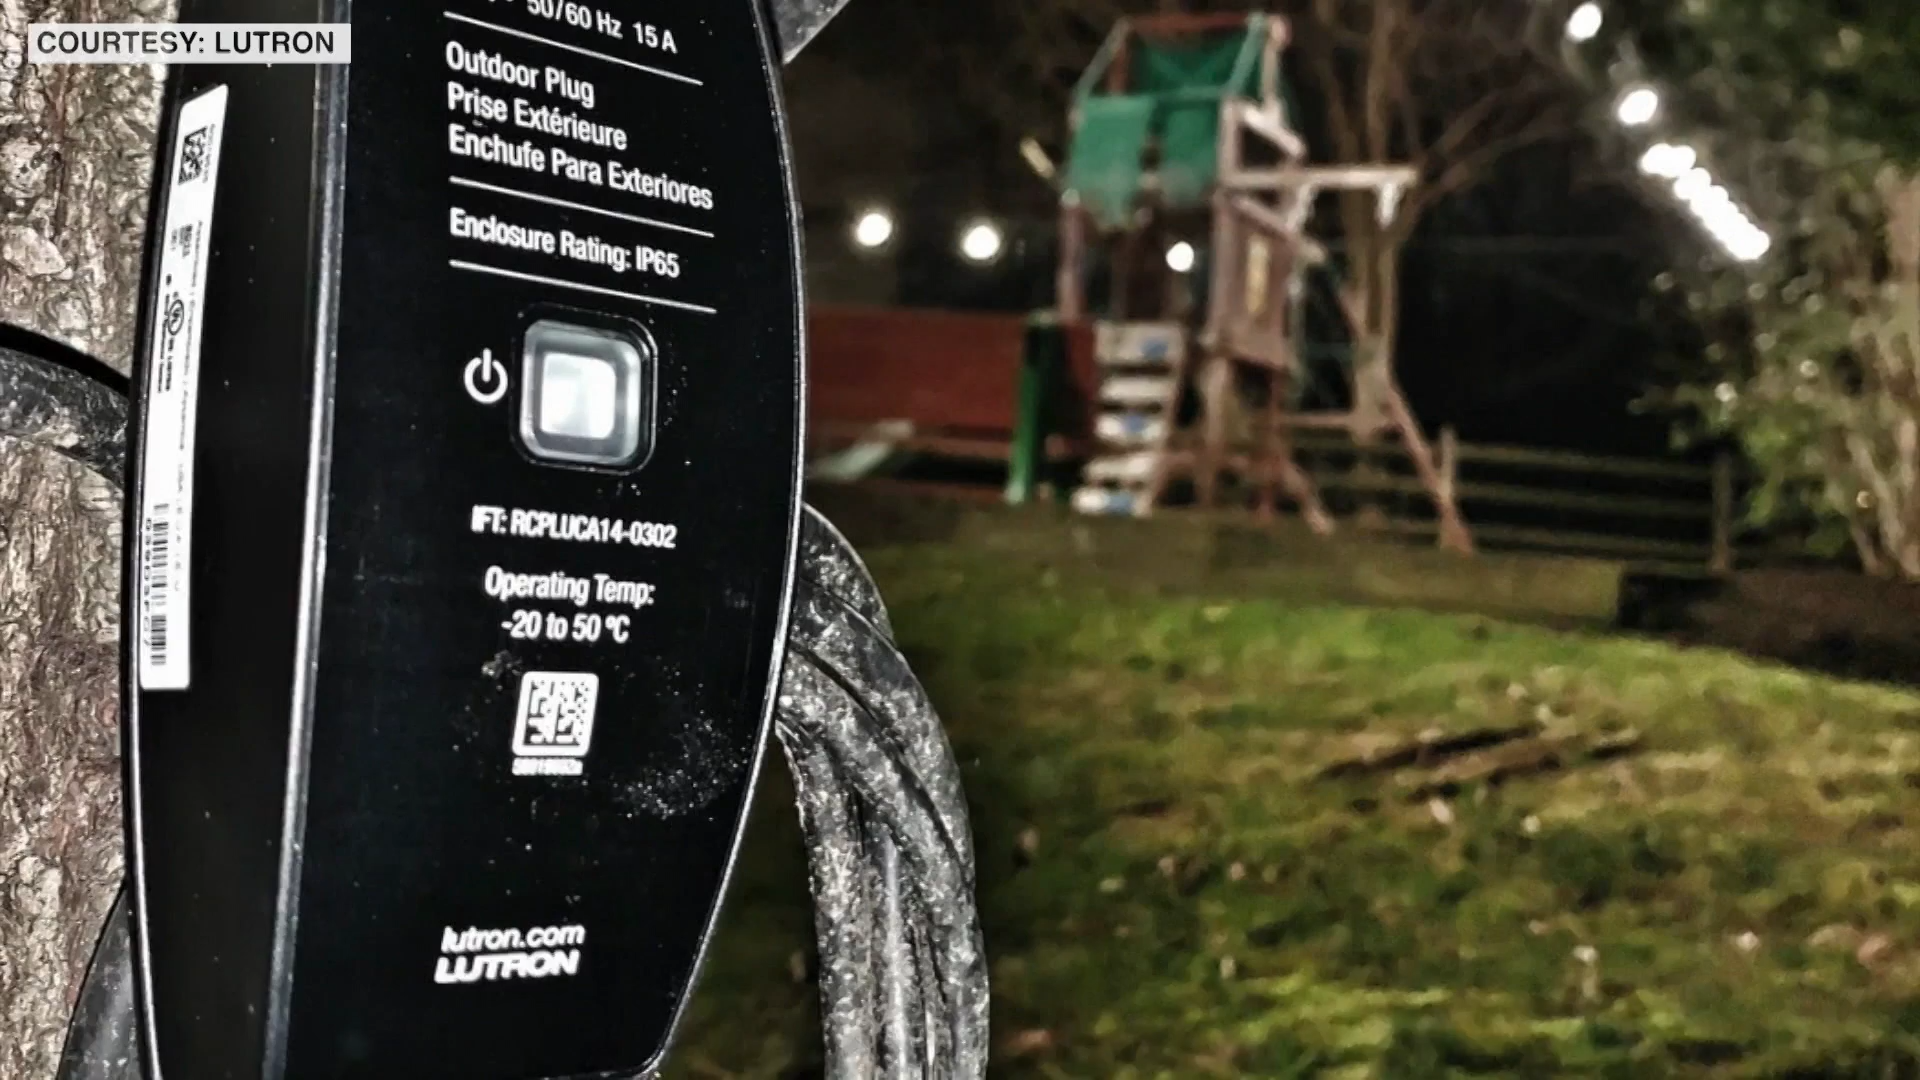 COURTESY: LUTRON
50/60 Hz 15 A
Outdoor Plug
Prise Extérieure
Enchufe Para Exteriores
Enclosure Rating: IP65
IFT: RCPLUCA14-0302
Operating Temp:
-20 to 50 ºC
lutron.com
LUTRON